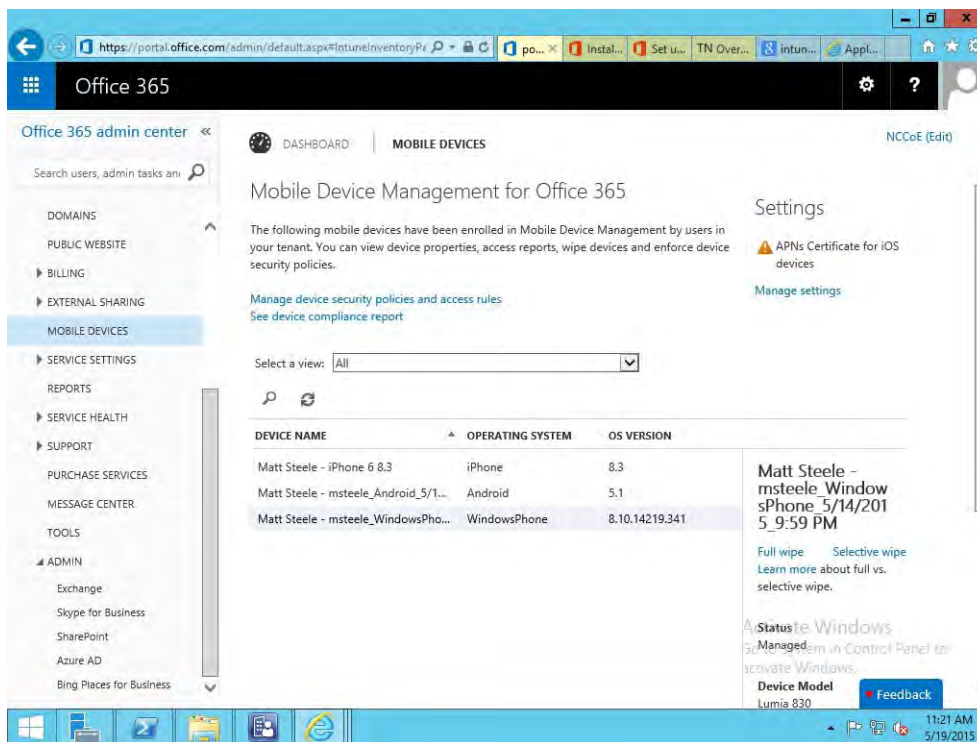 https://portal.office.com/admin/default.aspx#IntuneInventoryPa
po...
Instal...
Set u...
TN Over...
intun...
Appl...
Office 365
?
Office 365 admin center «
Search users, admin tasks an
DOMAINS
PUBLIC WEBSITE
BILLING
EXTERNAL SHARING
MOBILE DEVICES
SERVICE SETTINGS
REPORTS
SERVICE HEALTH
SUPPORT
PURCHASE SERVICES
MESSAGE CENTER
TOOLS
ADMIN
Exchange
Skype for Business
SharePoint
Azure AD
Bing Places for Business
DASHBOARD MOBILE DEVICES
NCCoE (Edit)
Mobile Device Management for Office 365
The following mobile devices have been enrolled in Mobile Device Management by users in
your tenant. You can view device properties, access reports, wipe devices and enforce device
security policies.
Manage device security policies and access rules
See device compliance report
Select a view: All
DEVICE NAME OPERATING SYSTEM OS VERSION
Matt Steele - iPhone 6 8.3 iPhone 8.3
Matt Steele - msteele_Android_5/1... Android 5.1
Matt Steele - msteele_WindowsPho... WindowsPhone 8.10.14219.341
Settings
APNs Certificate for iOS
devices
Manage settings
Matt Steele -
msteele_Window
sPhone_5/14/201
5_9:59 PM
Full wipe Selective wipe
Learn more about full vs.
selective wipe.
Status
Managed
Device Model
Lumia 830
Activate Windows
Go to System in Control Panel to
activate Windows.
Feedback
11:21 AM
5/19/2015